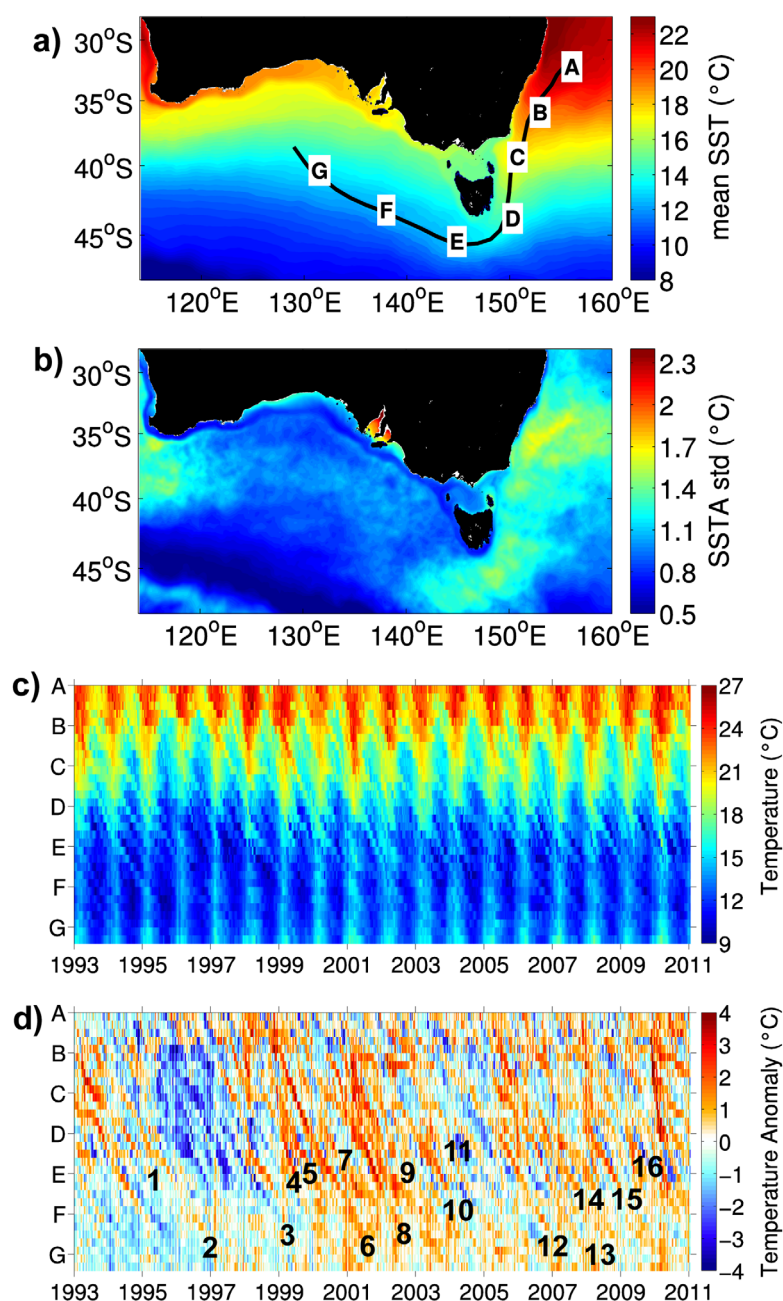 a)
30°S
35°S
40°S
45°S
120°E 130°E 140°E 150°E 160°E
A
B
C
D
E
F
G
22
20
18
16
14
12
10
8
mean SST (°C)
b)
30°S
35°S
40°S
45°S
120°E 130°E 140°E 150°E 160°E
2.3
2
1.7
1.4
1.1
0.8
0.5
SSTA std (°C)
c)
A
B
C
D
E
F
G
1993 1995 1997 1999 2001 2003 2005 2007 2009 2011
27
24
21
18
15
12
9
Temperature (°C)
d)
A
B
C
D
E
F
G
1 2 3 4 5 6 7 8 9 10 11 12 13 14 15 16
1993 1995 1997 1999 2001 2003 2005 2007 2009 2011
4
3
2
1
0
−1
−2
−3
−4
Temperature Anomaly (°C)